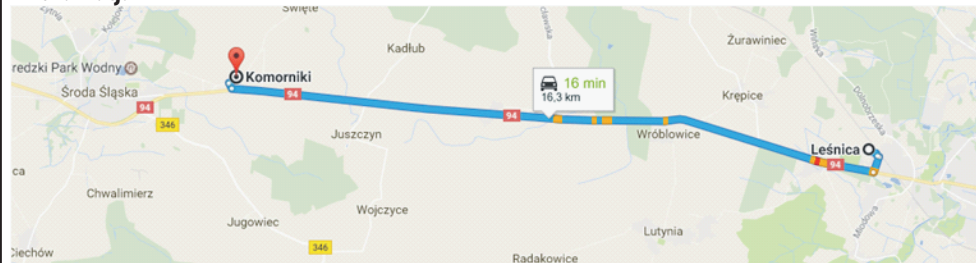 Święte
Kadłub
Żurawiniec
redzki Park Wodny
Komorniki
16 min
16,3 km
Środa Śląska
94
94
94
346
Krępice
Juszczyn
Wróblowice
Leśnica
94
ca
Chwalimierz
Wojczyce
Jugowiec
Lutynia
Miodowa
346
Ciechów
Radakowice